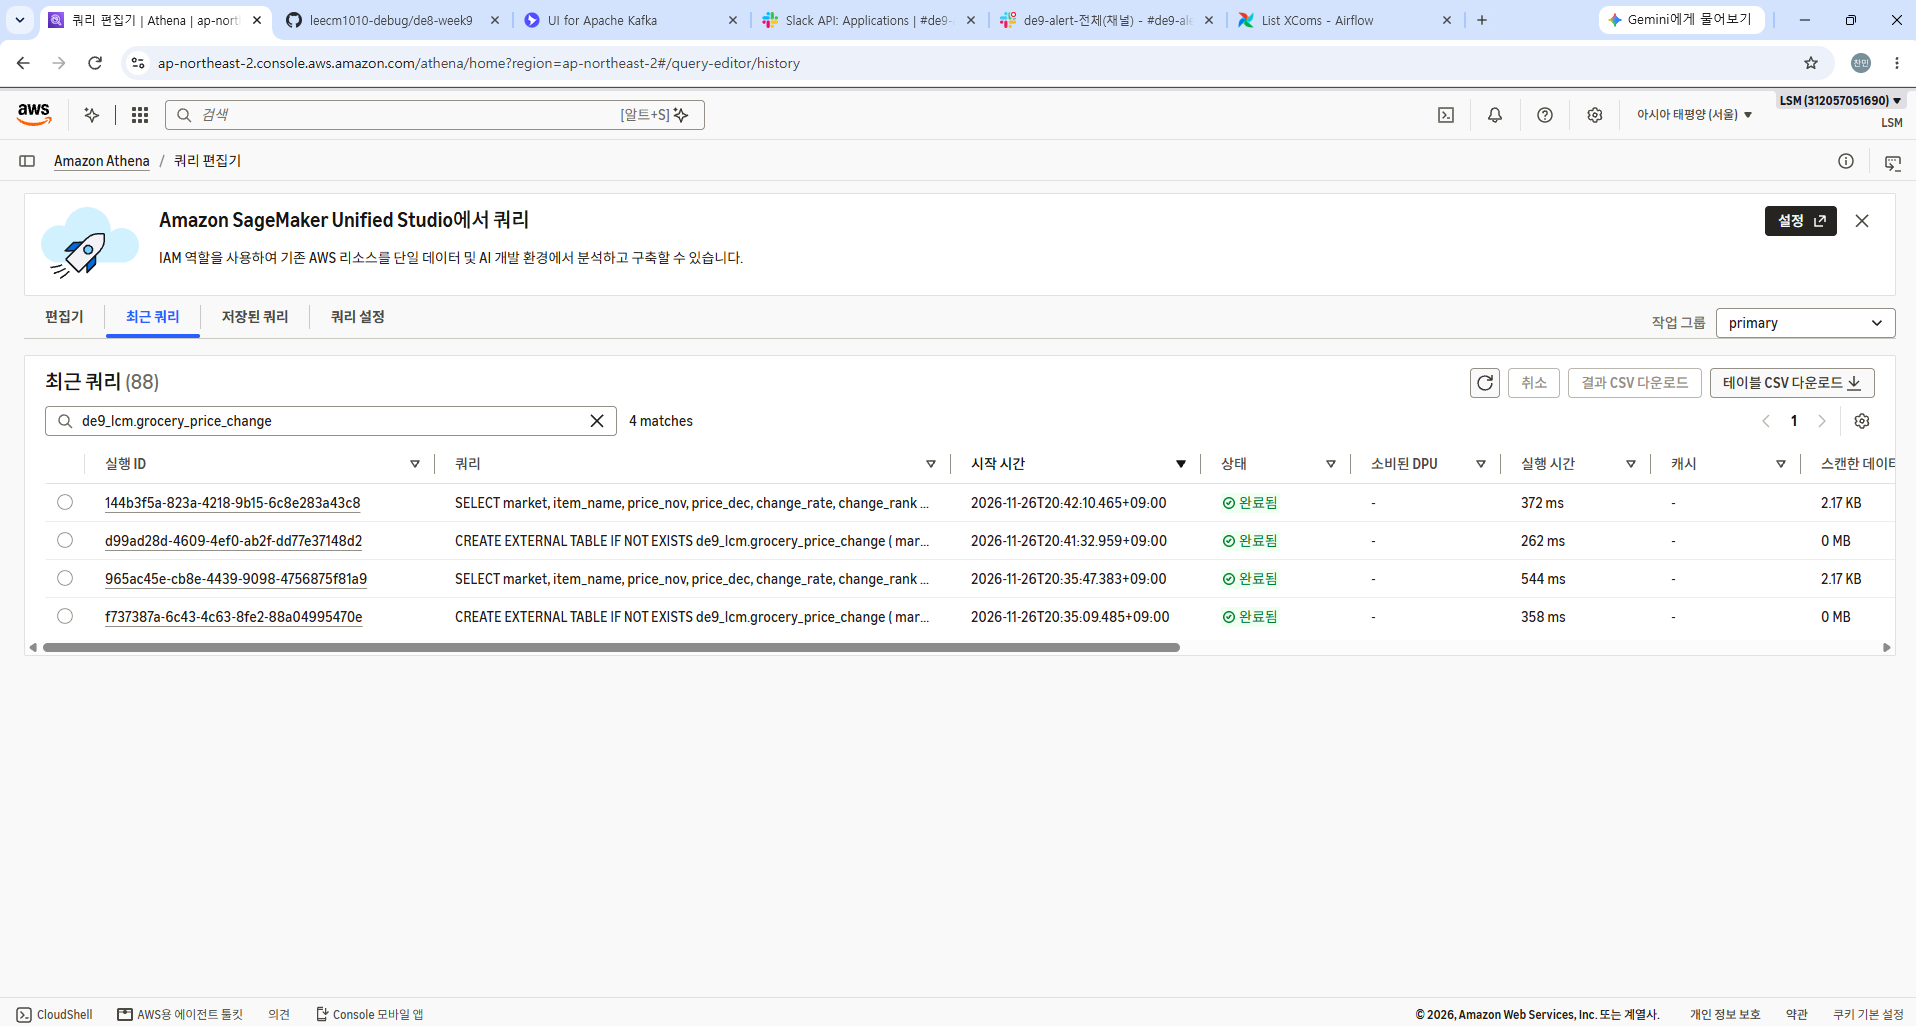 쿼리 편집기 | Athena | ap-nort
leecm1010-debug/de8-week9
UI for Apache Kafka
Slack API: Applications | #de9-
de9-alert-전체(채널) - #de9-ale
List XComs - Airflow
Gemini에게 물어보기
ap-northeast-2.console.aws.amazon.com/athena/home?region=ap-northeast-2#/query-editor/history
잔민
aws
검색
[알트+S]
아시아 태평양 (서울)
LSM (312057051690)
LSM
Amazon Athena / 쿼리 편집기
Amazon SageMaker Unified Studio에서 쿼리
설정
IAM 역할을 사용하여 기존 AWS 리소스를 단일 데이터 및 AI 개발 환경에서 분석하고 구축할 수 있습니다.
편집기 최근 쿼리 저장된 쿼리 쿼리 설정
작업 그룹 primary
최근 쿼리 (88)
취소 결과 CSV 다운로드 테이블 CSV 다운로드
de9_lcm.grocery_price_change 4 matches
1
실행 ID 쿼리 시작 시간 상태 소비된 DPU 실행 시간 캐시 스캔한 데이터
144b3f5a-823a-4218-9b15-6c8e283a43c8 SELECT market, item_name, price_nov, price_dec, change_rate, change_rank ... 2026-11-26T20:42:10.465+09:00 완료됨 - 372 ms - 2.17 KB
d99ad28d-4609-4ef0-ab2f-dd77e37148d2 CREATE EXTERNAL TABLE IF NOT EXISTS de9_lcm.grocery_price_change ( mar... 2026-11-26T20:41:32.959+09:00 완료됨 - 262 ms - 0 MB
965ac45e-cb8e-4439-9098-4756875f81a9 SELECT market, item_name, price_nov, price_dec, change_rate, change_rank ... 2026-11-26T20:35:47.383+09:00 완료됨 - 544 ms - 2.17 KB
f737387a-6c43-4c63-8fe2-88a04995470e CREATE EXTERNAL TABLE IF NOT EXISTS de9_lcm.grocery_price_change ( mar... 2026-11-26T20:35:09.485+09:00 완료됨 - 358 ms - 0 MB
CloudShell AWS용 에이전트 툴킷 의견 Console 모바일 앱
© 2026, Amazon Web Services, Inc. 또는 계열사. 개인 정보 보호 약관 쿠키 기본 설정